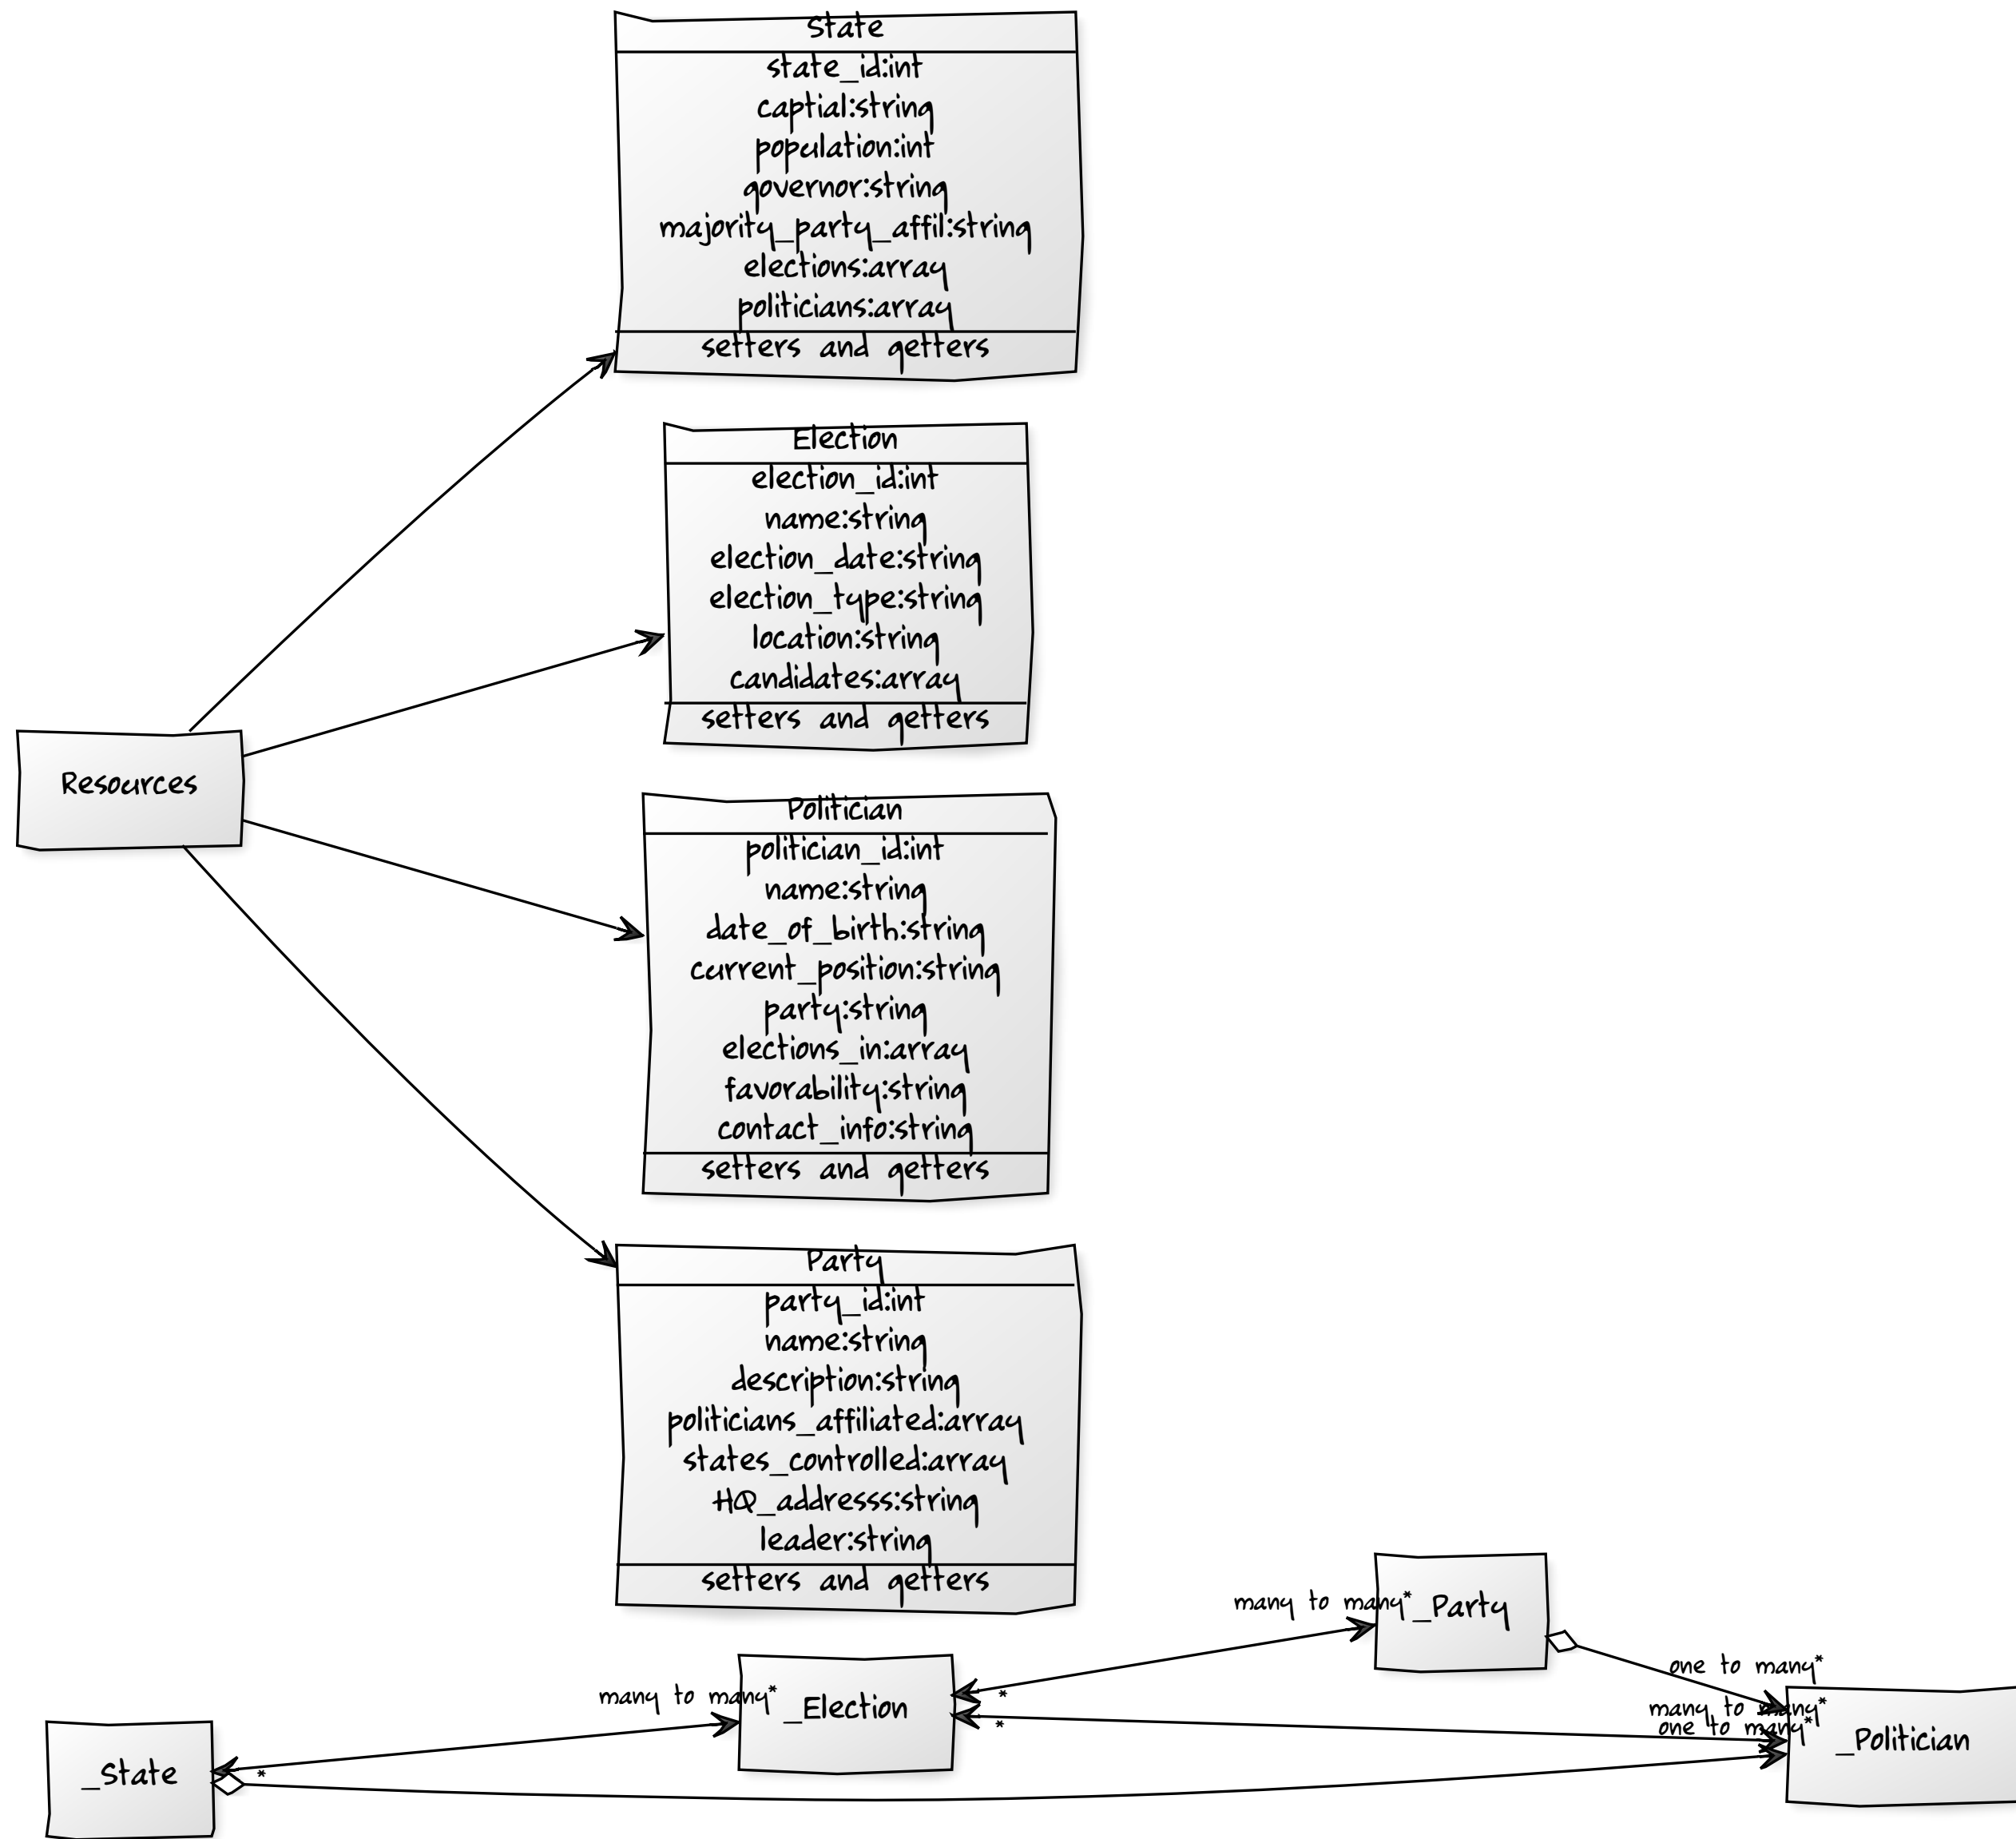 State
state_id:int
captial:string
population:int
governor:string
majority_party_affil:string
elections:array
politicians:array
setters and getters
Election
election_id:int
name:string
election_date:string
election_type:string
location:string
candidates:array
setters and getters
Resources
Politician
politician_id:int
name:string
date_of_birth:string
current_position:string
party:string
elections_in:array
favorability:string
contact_info:string
setters and getters
Party
party_id:int
name:string
description:string
politicians_affiliated:array
states_controlled:array
HQ_addresss:string
leader:string
setters and getters
many to many*
_Party
one to many*
many to many*
_Election
*
*
many to many*
one to many*
_Politician
_State
*